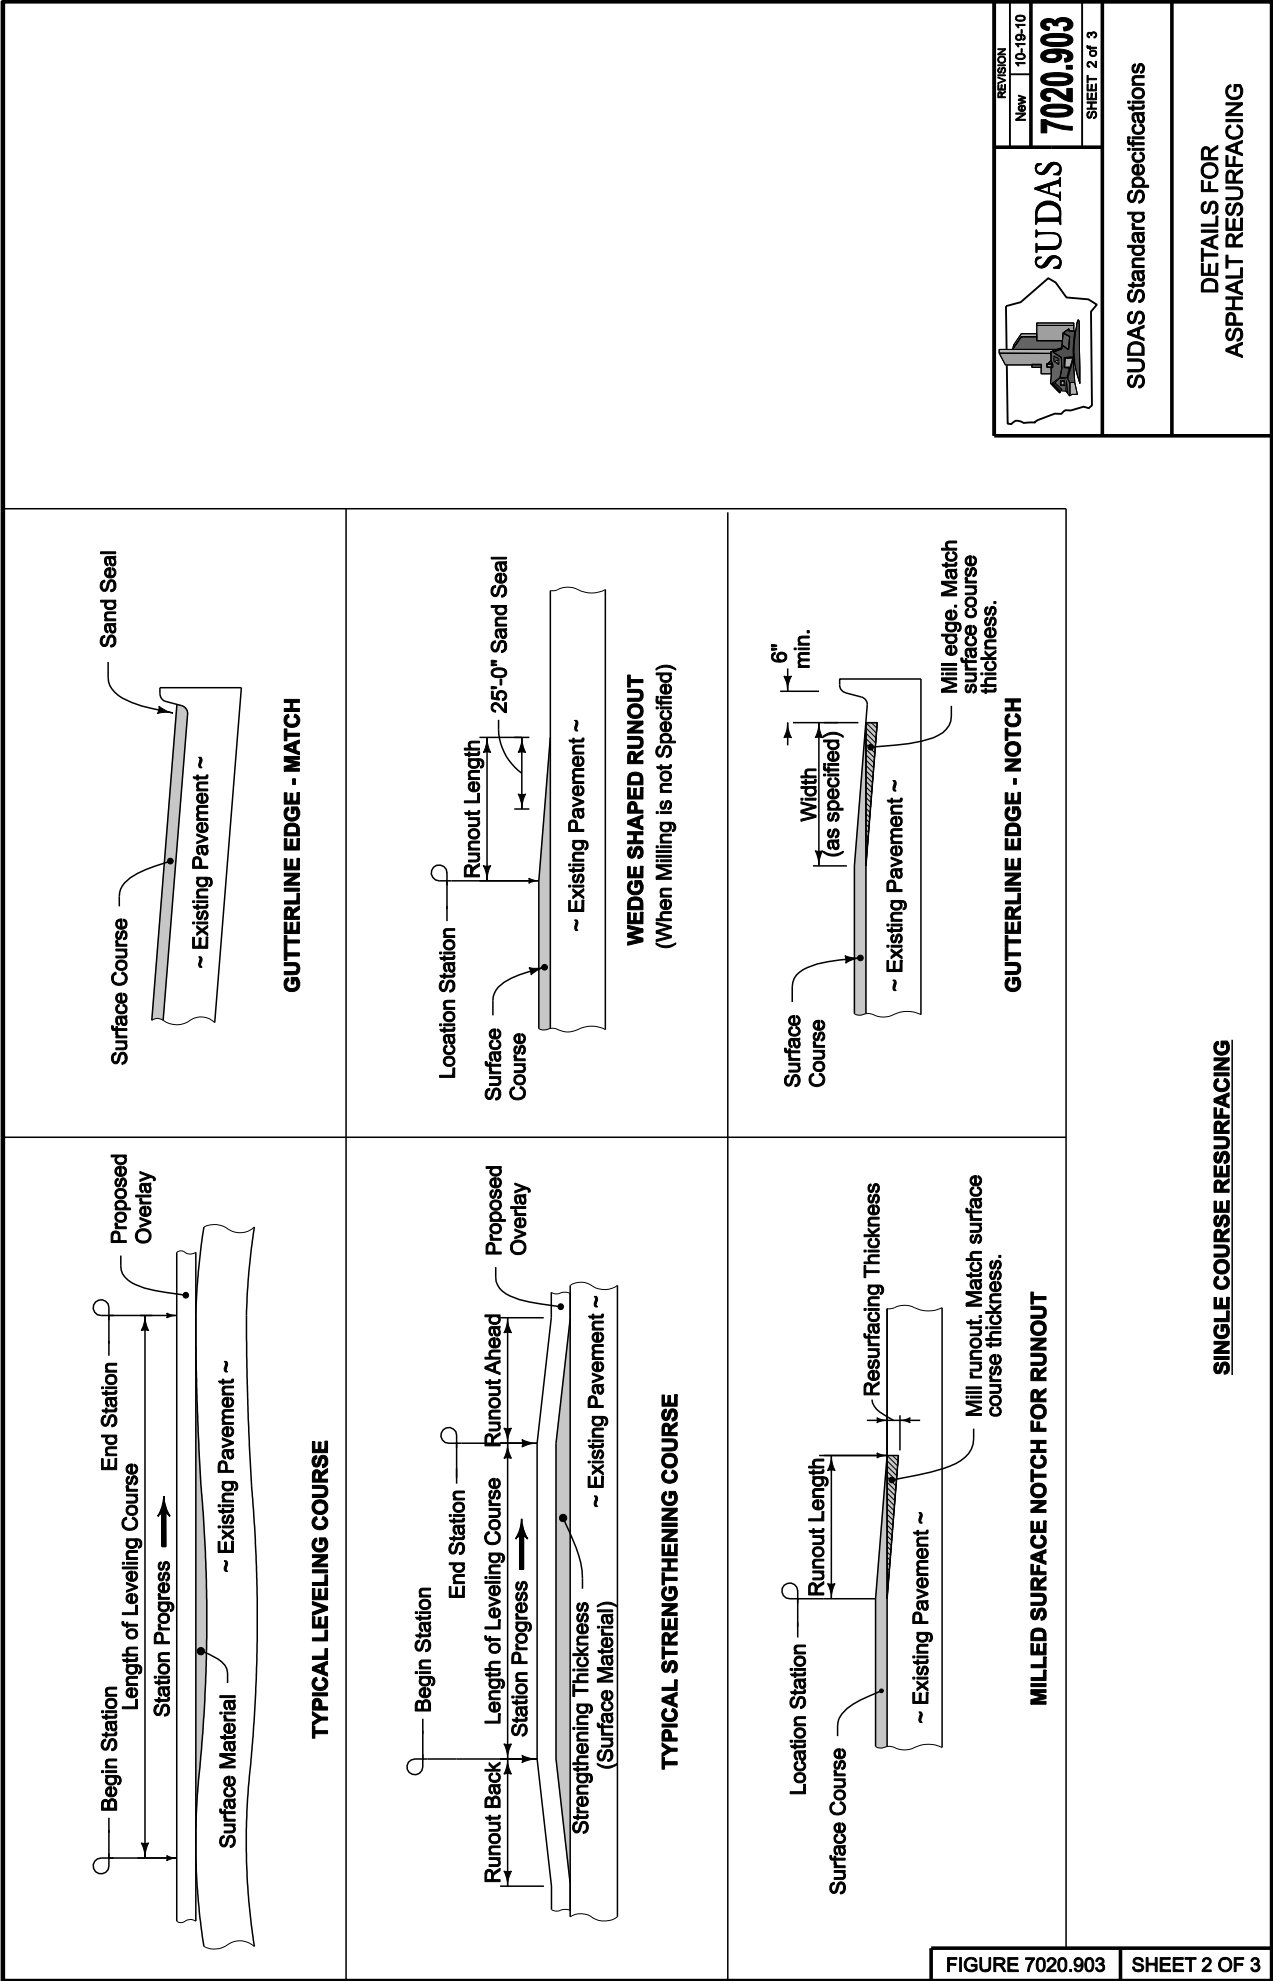 Begin Station
End Station
Length of Leveling Course
Station Progress
Proposed
Overlay
Surface Material
~ Existing Pavement ~
TYPICAL LEVELING COURSE
Surface Course
Sand Seal
~ Existing Pavement ~
GUTTERLINE EDGE - MATCH
Begin Station
End Station
Runout Back
Length of Leveling Course
Runout Ahead
Station Progress
Proposed
Overlay
Strengthening Thickness
(Surface Material)
~ Existing Pavement ~
TYPICAL STRENGTHENING COURSE
Location Station
Runout Length
25'-0" Sand Seal
Surface
Course
~ Existing Pavement ~
WEDGE SHAPED RUNOUT
(When Milling is not Specified)
Location Station
Runout Length
Resurfacing Thickness
Surface Course
~ Existing Pavement ~
Mill runout. Match surface
course thickness.
MILLED SURFACE NOTCH FOR RUNOUT
6"
min.
Width
(as specified)
Surface
Course
~ Existing Pavement ~
Mill edge. Match
surface course
thickness.
GUTTERLINE EDGE - NOTCH
SINGLE COURSE RESURFACING
SUDAS
REVISION
New 10-19-10
7020.903
SHEET 2 of 3
SUDAS Standard Specifications
DETAILS FOR
ASPHALT RESURFACING
FIGURE 7020.903 SHEET 2 OF 3